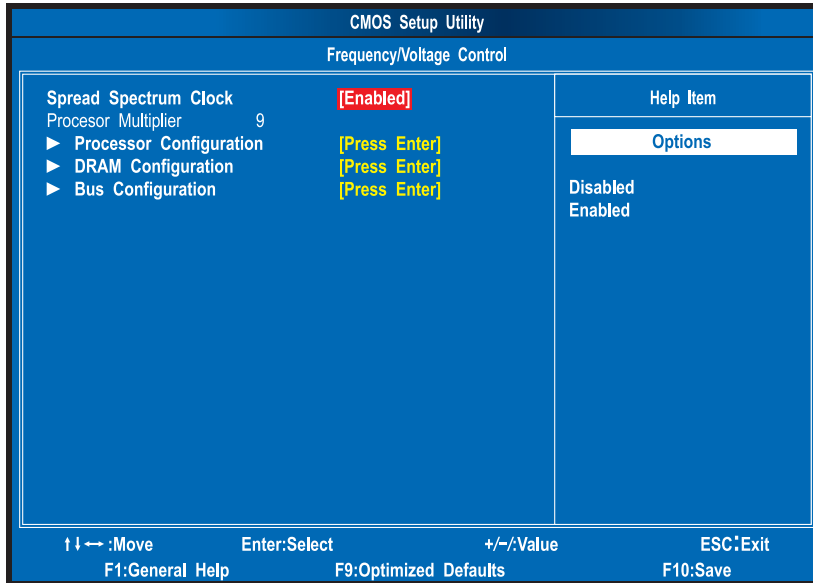 CMOS Setup Utility
Frequency/Voltage Control
Spread Spectrum Clock [Enabled]
Procesor Multiplier 9
► Processor Configuration [Press Enter]
► DRAM Configuration [Press Enter]
► Bus Configuration [Press Enter]
Help Item
Options
Disabled
Enabled
↑↓↔ :Move Enter:Select +/-/:Value ESC:Exit
F1:General Help F9:Optimized Defaults F10:Save